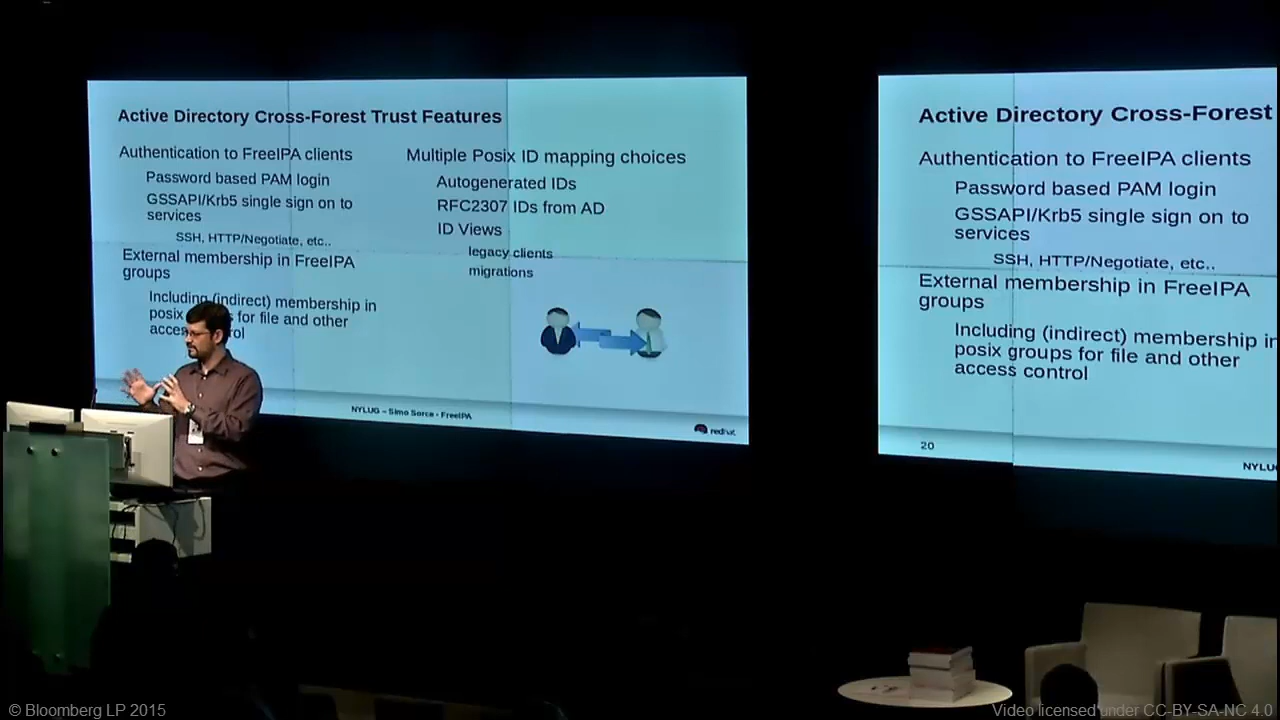 Active Directory Cross-Forest Trust Features
Authentication to FreeIPA clients
Password based PAM login
GSSAPI/Krb5 single sign on to
services
SSH, HTTP/Negotiate, etc..
External membership in FreeIPA
groups
Including (indirect) membership in
posix for file and other
access control
Multiple Posix ID mapping choices
Autogenerated IDs
RFC2307 IDs from AD
ID Views
legacy clients
migrations
NYLUG – Simo Sorce - FreeIPA
redhat.
Active Directory Cross-Forest
Authentication to FreeIPA clients
Password based PAM login
GSSAPI/Krb5 single sign on to
services
SSH, HTTP/Negotiate, etc..
External membership in FreeIPA
groups
Including (indirect) membership in
posix groups for file and other
access control
20
NYLU
© Bloomberg LP 2015
Video licensed under CC-BY-SA-NC 4.0